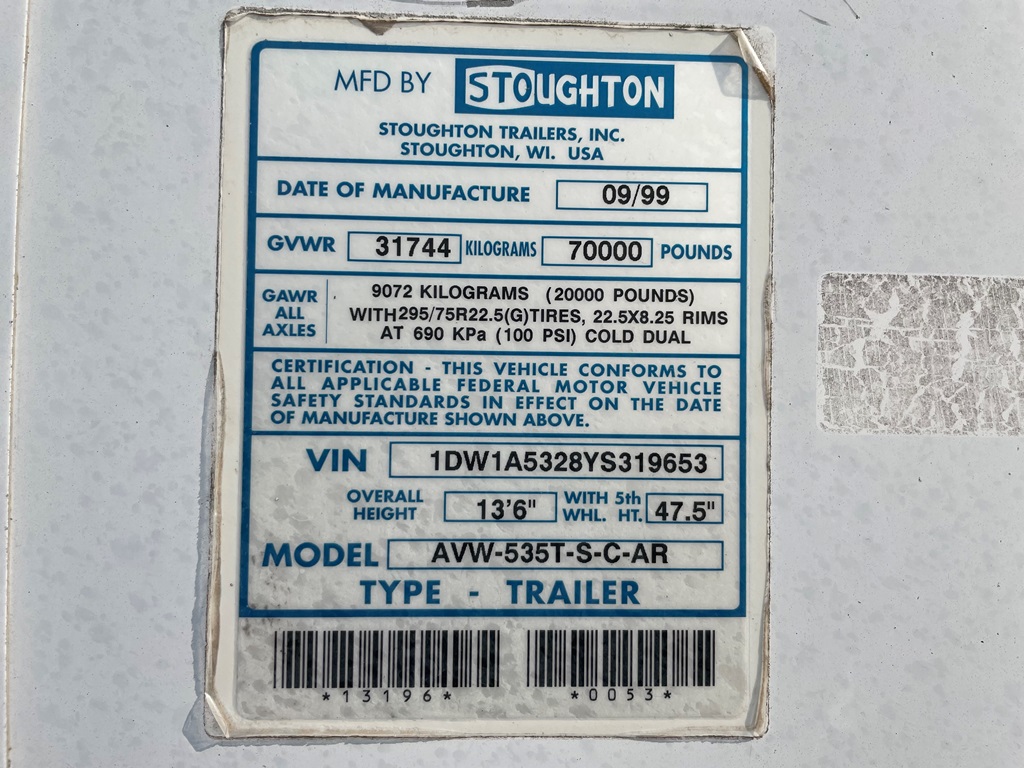 MFD BY STOUGHTON
STOUGHTON TRAILERS, INC.
STOUGHTON, WI. USA
DATE OF MANUFACTURE 09/99
GVWR 31744 KILOGRAMS 70000 POUNDS
GAWR ALL AXLES
9072 KILOGRAMS (20000 POUNDS)
WITH 295/75R22.5(G)TIRES, 22.5X8.25 RIMS
AT 690 KPa (100 PSI) COLD DUAL
CERTIFICATION - THIS VEHICLE CONFORMS TO
ALL APPLICABLE FEDERAL MOTOR VEHICLE
SAFETY STANDARDS IN EFFECT ON THE DATE
OF MANUFACTURE SHOWN ABOVE.
VIN 1DW1A5328YS319653
OVERALL HEIGHT 13'6" WITH 5th WHL. HT. 47.5"
MODEL AVW-535T-S-C-AR
TYPE - TRAILER
*13196* *0053*